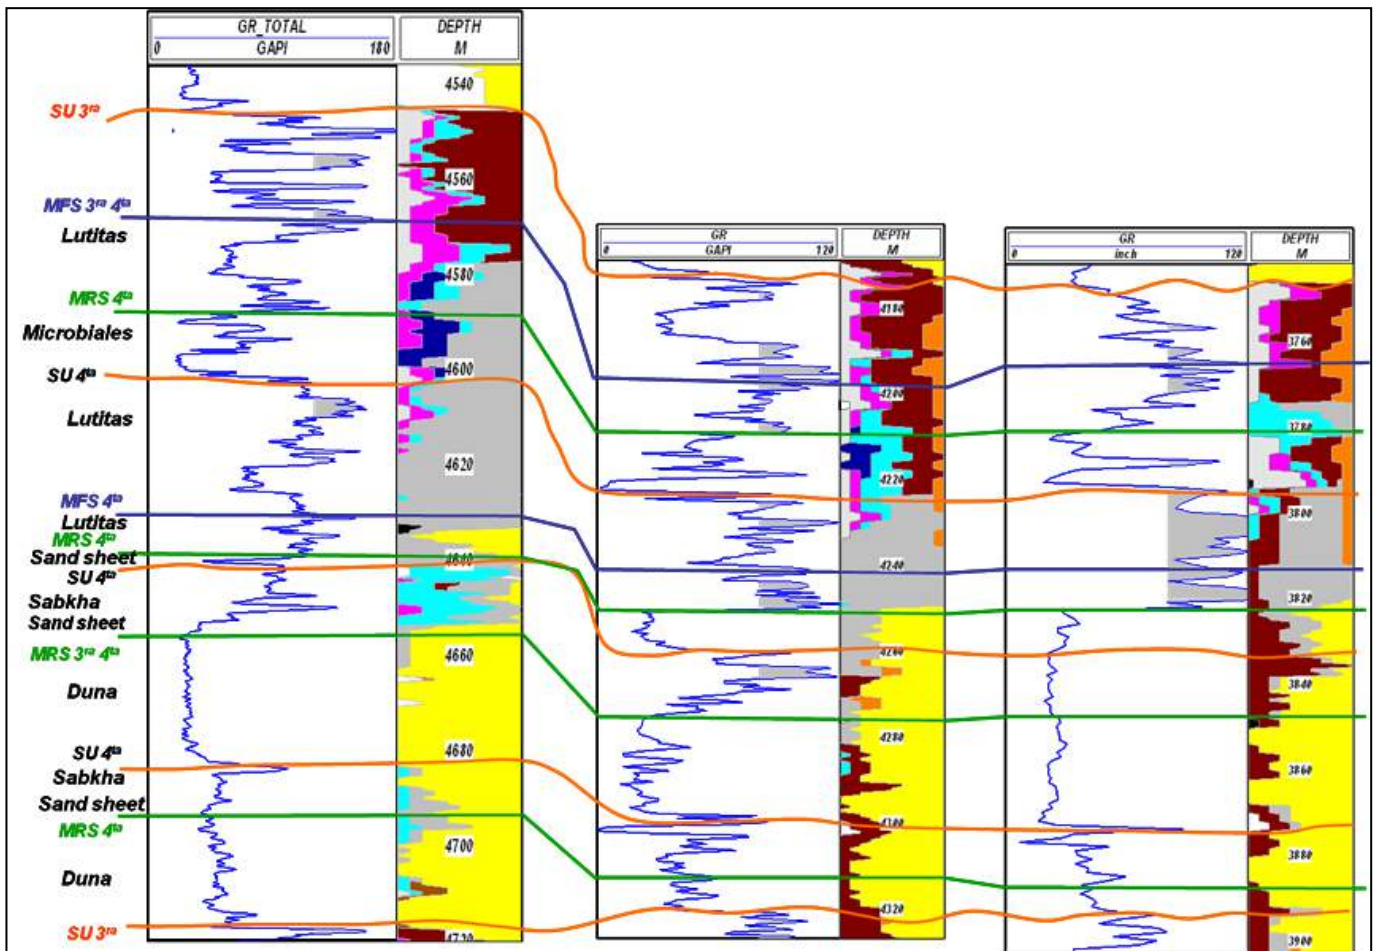 GR_TOTAL
0 GAPI 180
DEPTH
M
SU 3ra
MFS 3ra 4ta
Lutitas
MRS 4ta
Microbiales
SU 4ta
Lutitas
MFS 4ta
Lutitas
MRS 4ta
Sand sheet
SU 4ta
Sabkha
Sand sheet
MRS 3ra 4ta
Duna
SU 4ta
Sabkha
Sand sheet
MRS 4ta
Duna
SU 3ra
4540
4560
4580
4600
4620
4640
4660
4680
4700
4720
GR
0 GAPI 120
DEPTH
M
4180
4200
4220
4240
4260
4280
4300
4320
GR
0 inch 120
DEPTH
M
3760
3780
3800
3820
3840
3860
3880
3900